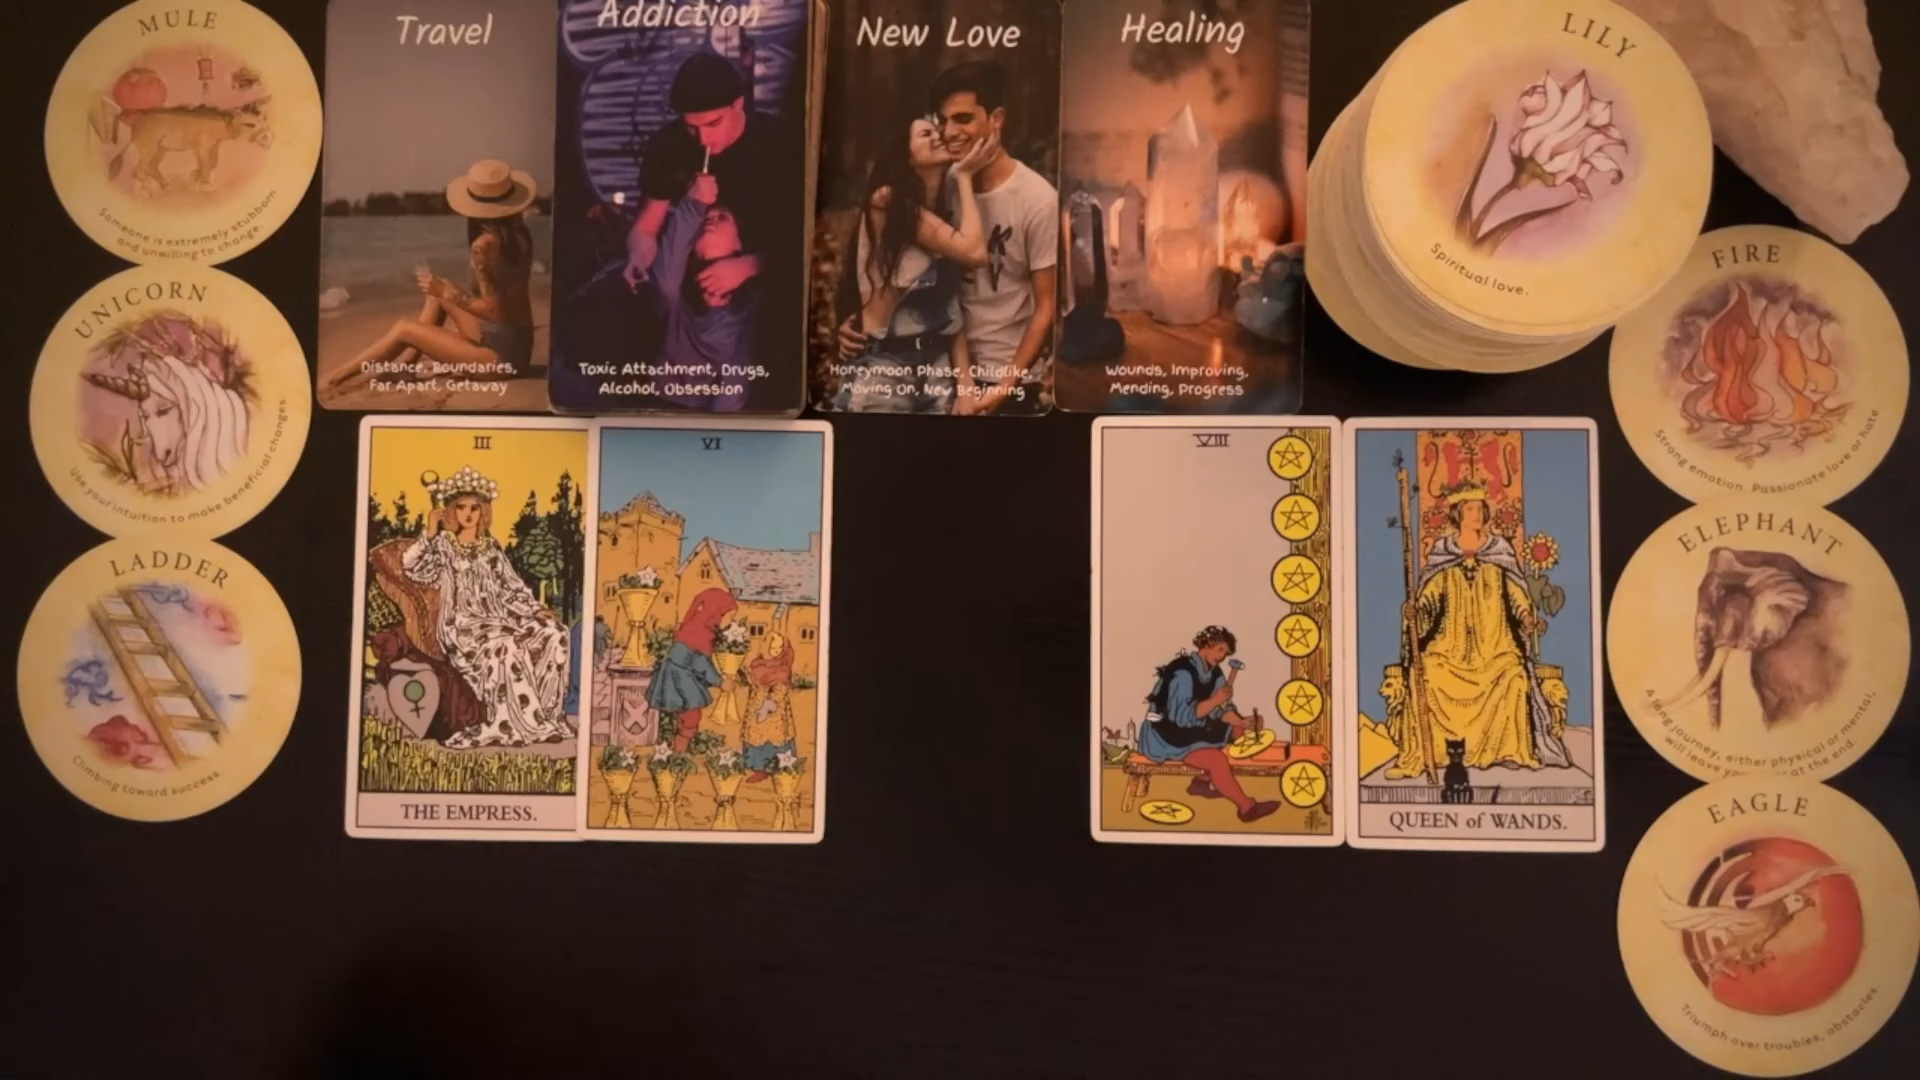 MULE
Someone is extremely stubborn
and unwilling to change.
UNICORN
Use your intuition to make beneficial changes.
LADDER
Climbing toward success.
Travel
Distance, Boundaries,
Far Apart, Getaway
Addiction
Toxic Attachment, Drugs,
Alcohol, Obsession
New Love
Honeymoon Phase, Childlike,
Moving On, New Beginning
Healing
Wounds, Improving,
Mending, Progress
LILY
Spiritual love.
III
THE EMPRESS.
VI
VIII
QUEEN of WANDS.
FIRE
Strong emotion. Passionate love or hate.
ELEPHANT
A long journey, either physical or mental,
will leave at the end.
EAGLE
Triumph over troubles, obstacles.